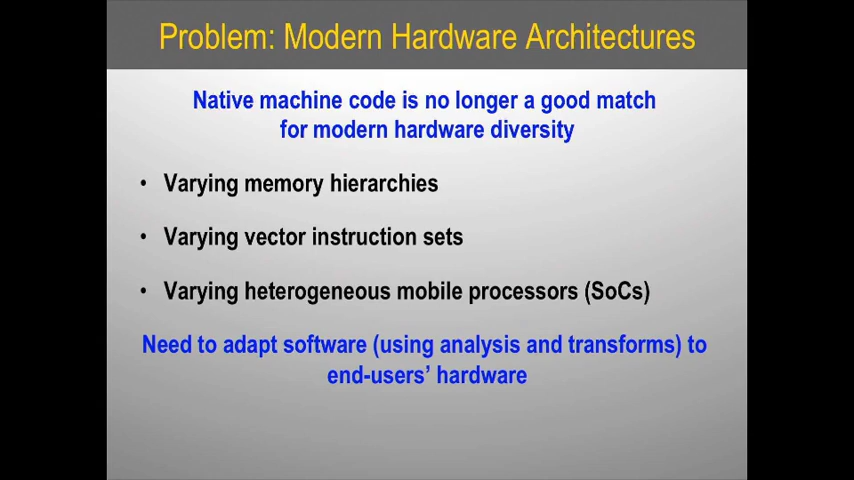 Problem: Modern Hardware Architectures
Native machine code is no longer a good match
for modern hardware diversity
• Varying memory hierarchies
• Varying vector instruction sets
• Varying heterogeneous mobile processors (SoCs)
Need to adapt software (using analysis and transforms) to
end-users’ hardware